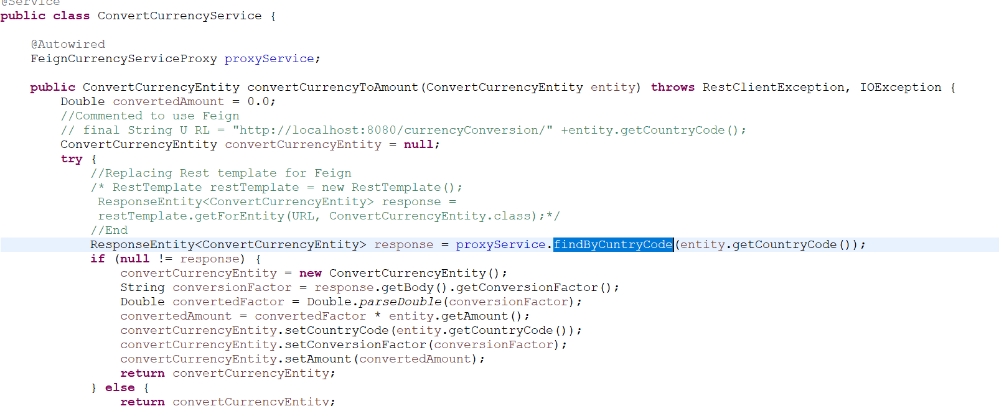 @Service
public class ConvertCurrencyService {
@Autowired
FeignCurrencyServiceProxy proxyService;
public ConvertCurrencyEntity convertCurrencyToAmount(ConvertCurrencyEntity entity) throws RestClientException, IOException {
Double convertedAmount = 0.0;
//Commented to use Feign
// final String U RL = "http://localhost:8080/currencyConversion/" +entity.getCountryCode();
ConvertCurrencyEntity convertCurrencyEntity = null;
try {
//Replacing Rest template for Feign
/* RestTemplate restTemplate = new RestTemplate();
ResponseEntity<ConvertCurrencyEntity> response =
restTemplate.getForEntity(URL, ConvertCurrencyEntity.class);*/
//End
ResponseEntity<ConvertCurrencyEntity> response = proxyService.findByCuntryCode(entity.getCountryCode());
if (null != response) {
convertCurrencyEntity = new ConvertCurrencyEntity();
String conversionFactor = response.getBody().getConversionFactor();
Double convertedFactor = Double.parseDouble(conversionFactor);
convertedAmount = convertedFactor * entity.getAmount();
convertCurrencyEntity.setCountryCode(entity.getCountryCode());
convertCurrencyEntity.setConversionFactor(conversionFactor);
convertCurrencyEntity.setAmount(convertedAmount);
return convertCurrencyEntity;
} else {
return convertCurrencyEntity;